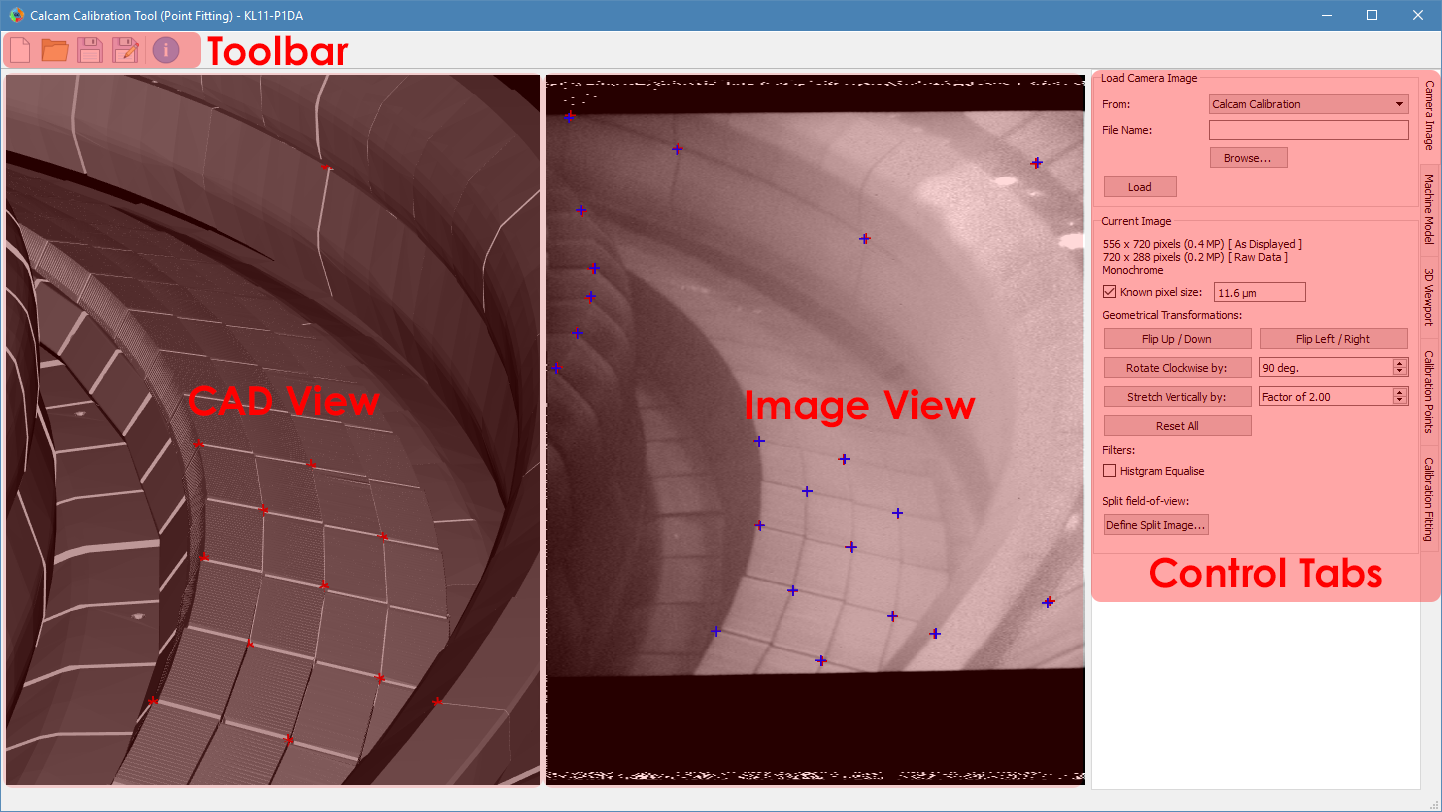 Calcam Calibration Tool (Point Fitting) - KL11-P1DA
Toolbar
CAD View
Image View
Load Camera Image
From: Calcam Calibration
File Name:
Browse...
Load
Current Image
556 x 720 pixels (0.4 MP) [ As Displayed ]
720 x 288 pixels (0.2 MP) [ Raw Data ]
Monochrome
Known pixel size: 11.6 µm
Geometrical Transformations:
Flip Up / Down Flip Left / Right
Rotate Clockwise by: 90 deg.
Stretch Vertically by: Factor of 2.00
Reset All
Filters:
Histgram Equalise
Split field-of-view:
Define Split Image...
Control Tabs
Camera Image
Machine Model
3D Viewport
Calibration Points
Calibration Fitting